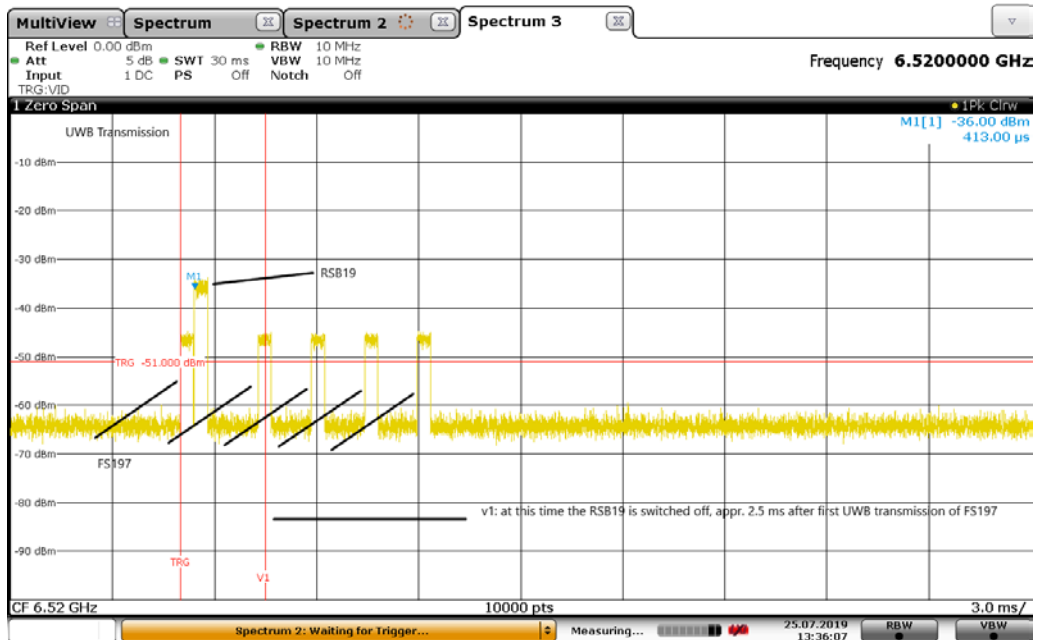 MultiView Spectrum Spectrum 2 Spectrum 3
Ref Level 0.00 dBm RBW 10 MHz
Att 5 dB SWT 30 ms VBW 10 MHz
Input 1 DC PS Off Notch Off
Frequency 6.5200000 GHz
TRG:VID
1 Zero Span 1Pk Clrw
M1[1] -36.00 dBm
413.00 µs
UWB Transmission
-10 dBm
-20 dBm
-30 dBm
M1
RSB19
-40 dBm
-50 dBm
TRG -51.000 dBm
-60 dBm
-70 dBm
FS197
-80 dBm
v1: at this time the RSB19 is switched off, appr. 2.5 ms after first UWB transmission of FS197
-90 dBm
TRG
V1
CF 6.52 GHz 10000 pts 3.0 ms/
Spectrum 2: Waiting for Trigger... Measuring... 25.07.2019 RBW VBW
13:36:07